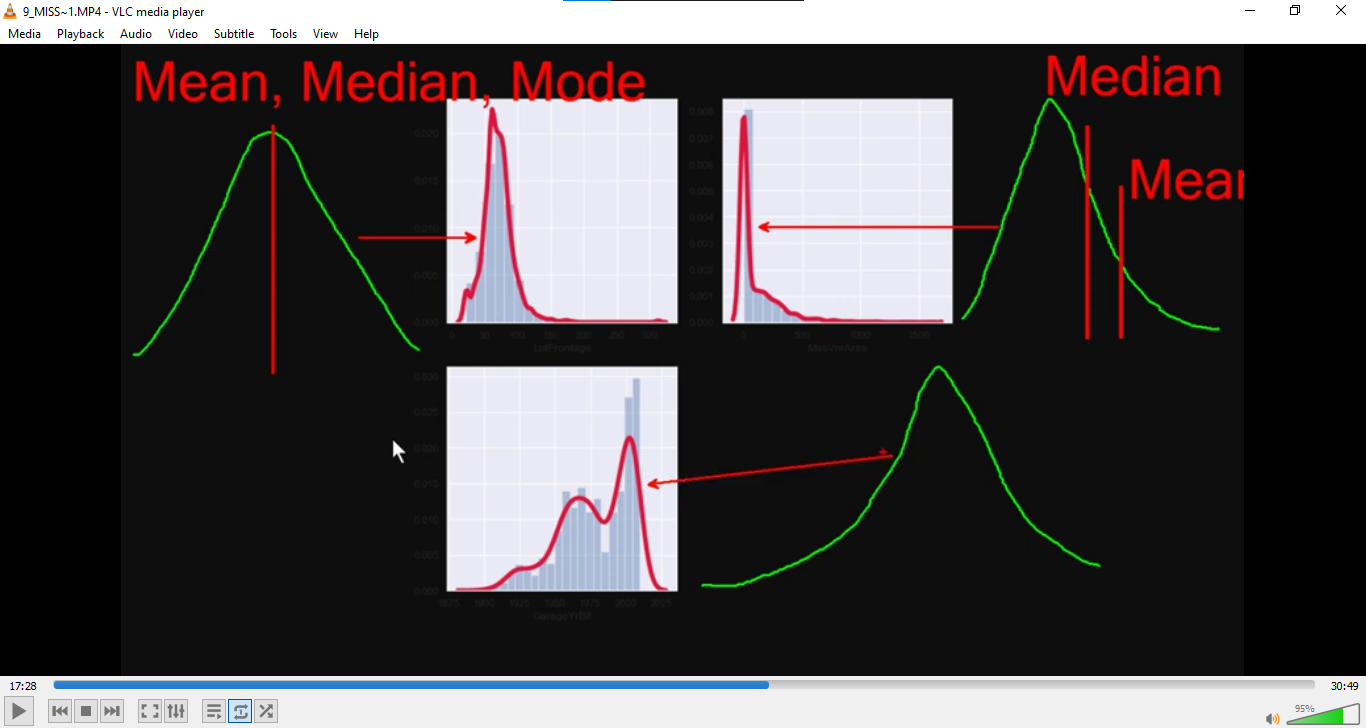 9_MISS~1.MP4 - VLC media player
Media Playback Audio Video Subtitle Tools View Help
Mean, Median, Mode
Median
Mean
0.020
0.015
0.010
0.005
0.000
0 50 100 150 200 250 300
LotFrontage
0.008
0.007
0.006
0.005
0.004
0.003
0.002
0.001
0.000
0 500 1000 1500
MasVnrArea
0.030
0.025
0.020
0.015
0.010
0.005
0.000
1875 1900 1925 1950 1975 2000 2025
GarageYrBlt
17:28
30:49
95%